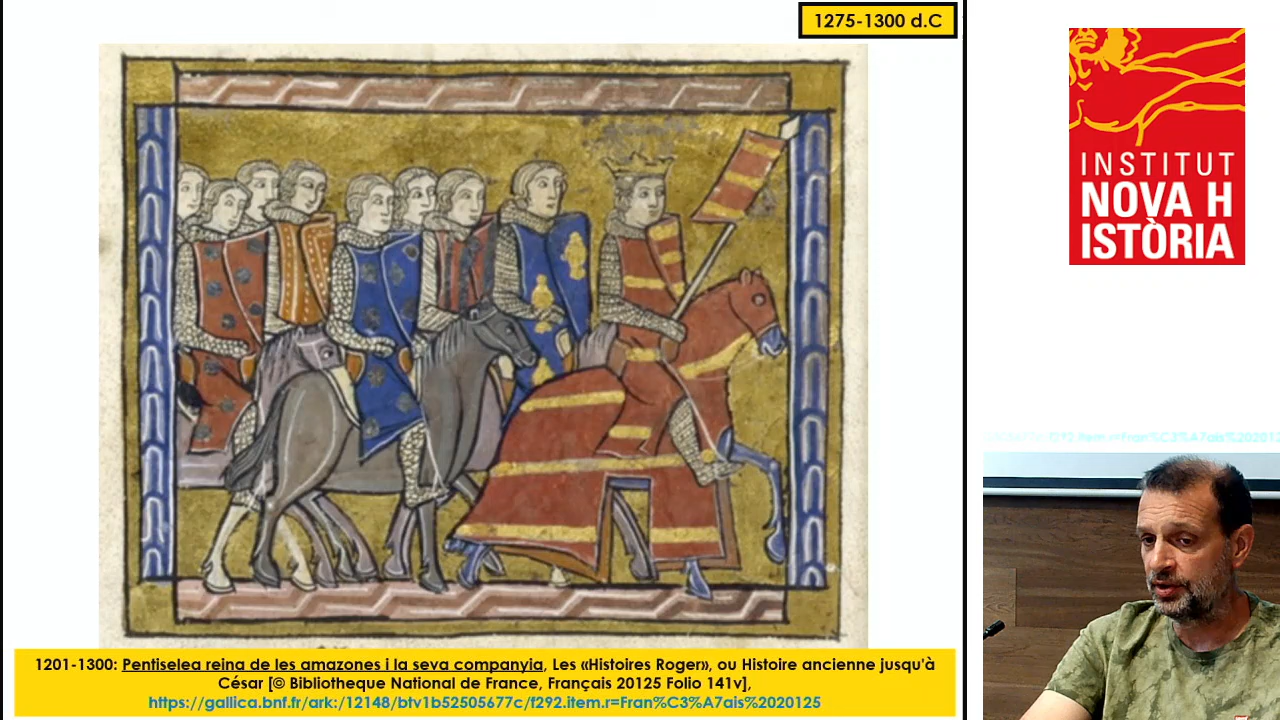 1275-1300 d.C
INSTITUT
NOVA H
ISTÒRIA
1201-1300: Pentiselea reina de les amazones i la seva companyia, Les «Histoires Roger», ou Histoire ancienne jusqu'à
César [© Bibliotheque National de France, Français 20125 Folio 141v],
https://gallica.bnf.fr/ark:/12148/btv1b52505677c/f292.item.r=Fran%C3%A7ais%2020125